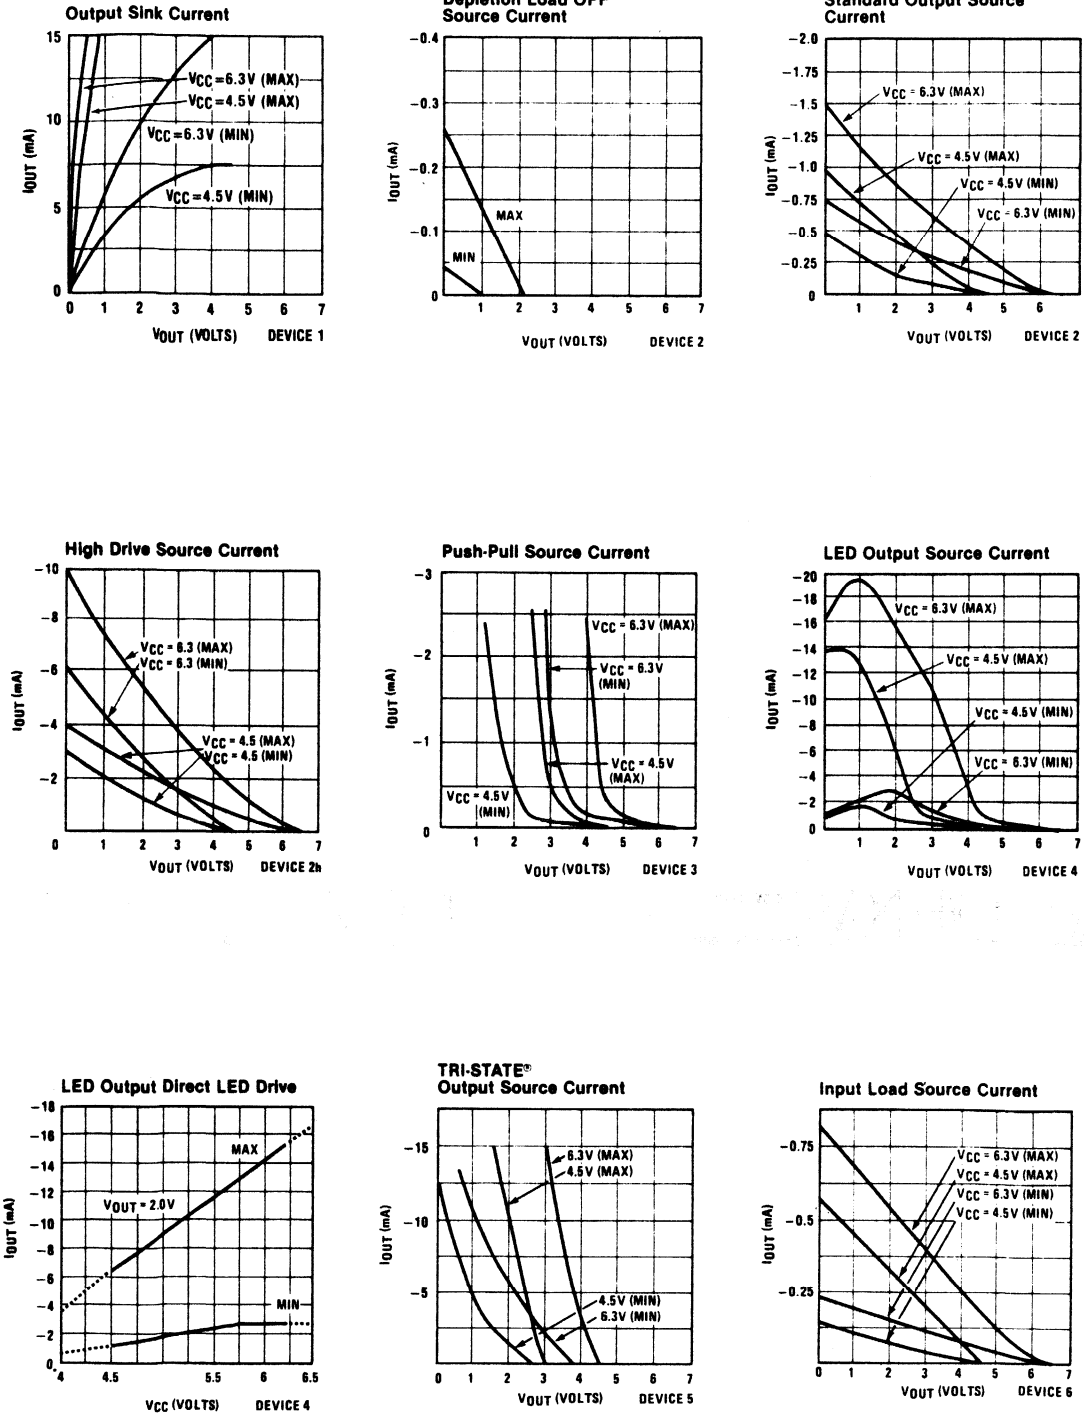 Output Sink Current
15
10
5
0
IOUT (mA)
VCC=6.3V (MAX)
VCC=4.5V (MAX)
VCC=6.3V (MIN)
VCC=4.5V (MIN)
0 1 2 3 4 5 6 7
VOUT (VOLTS) DEVICE 1
Depletion Load OFF
Source Current
-0.4
-0.3
-0.2
-0.1
0
IOUT (mA)
MAX
MIN
1 2 3 4 5 6 7
VOUT (VOLTS) DEVICE 2
Standard Output Source
Current
-2.0
-1.75
-1.5
-1.25
-1.0
-0.75
-0.5
-0.25
0
IOUT (mA)
VCC = 6.3V (MAX)
VCC = 4.5V (MAX)
VCC = 4.5V (MIN)
VCC = 6.3V (MIN)
1 2 3 4 5 6
VOUT (VOLTS) DEVICE 2
High Drive Source Current
-10
-8
-6
-4
-2
IOUT (mA)
VCC = 6.3 (MAX)
VCC = 6.3 (MIN)
VCC = 4.5 (MAX)
VCC = 4.5 (MIN)
0 1 2 3 4 5 6 7
VOUT (VOLTS) DEVICE 2h
Push-Pull Source Current
-3
-2
-1
0
IOUT (mA)
VCC = 6.3V (MAX)
VCC = 6.3V
(MIN)
VCC = 4.5V
(MAX)
VCC = 4.5V
(MIN)
1 2 3 4 5 6 7
VOUT (VOLTS) DEVICE 3
LED Output Source Current
-20
-18
-16
-14
-12
-10
-8
-6
-4
-2
0
IOUT (mA)
VCC = 6.3V (MAX)
VCC = 4.5V (MAX)
VCC = 4.5V (MIN)
VCC = 6.3V (MIN)
1 2 3 4 5 6 7
VOUT (VOLTS) DEVICE 4
LED Output Direct LED Drive
-18
-16
-14
-12
-10
-8
-6
-4
-2
0
IOUT (mA)
MAX
VOUT = 2.0V
MIN
4 4.5 5 5.5 6 6.5
VCC (VOLTS) DEVICE 4
TRI-STATE®
Output Source Current
-15
-10
-5
IOUT (mA)
6.3V (MAX)
4.5V (MAX)
4.5V (MIN)
6.3V (MIN)
0 1 2 3 4 5 6 7
VOUT (VOLTS) DEVICE 5
Input Load Source Current
-0.75
-0.5
-0.25
IOUT (mA)
VCC = 6.3V (MAX)
VCC = 4.5V (MAX)
VCC = 6.3V (MIN)
VCC = 4.5V (MIN)
0 1 2 3 4 5 6 7
VOUT (VOLTS) DEVICE 6